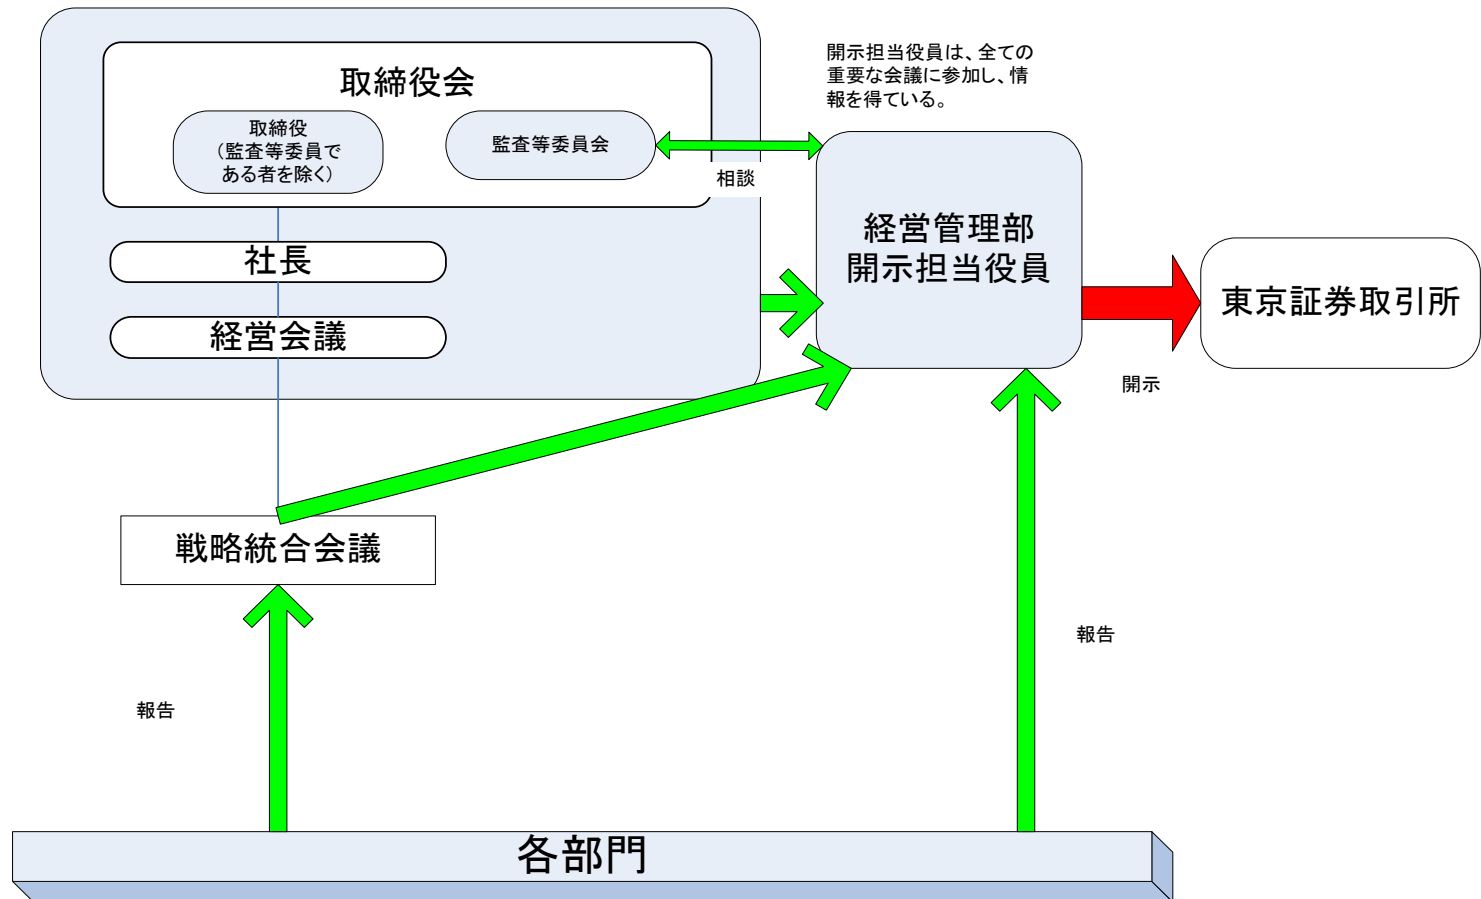 取締役会
取締役
(監査等委員で
ある者を除く)
監査等委員会
相談
開示担当役員は、全ての
重要な会議に参加し、情
報を得ている。
社長
経営会議
経営管理部
開示担当役員
東京証券取引所
開示
戦略統合会議
報告
報告
各部門